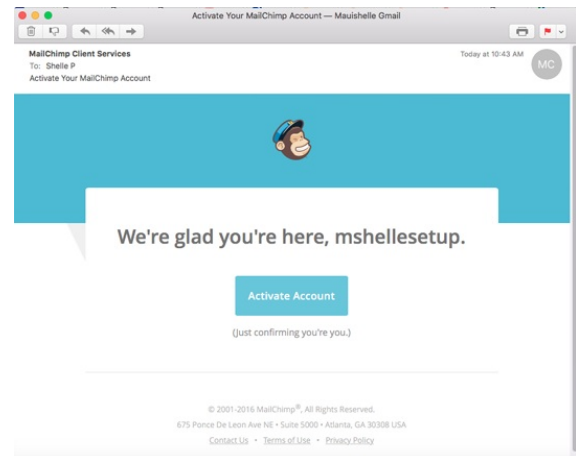 Activate Your MailChimp Account — Mauishelle Gmail
MailChimp Client Services
Today at 10:43 AM
MC
To: Shelle P
Activate Your MailChimp Account
We're glad you're here, mshellesetup.
Activate Account
(Just confirming you're you.)
© 2001-2016 MailChimp®, All Rights Reserved.
675 Ponce De Leon Ave NE • Suite 5000 • Atlanta, GA 30308 USA
Contact Us • Terms of Use • Privacy Policy